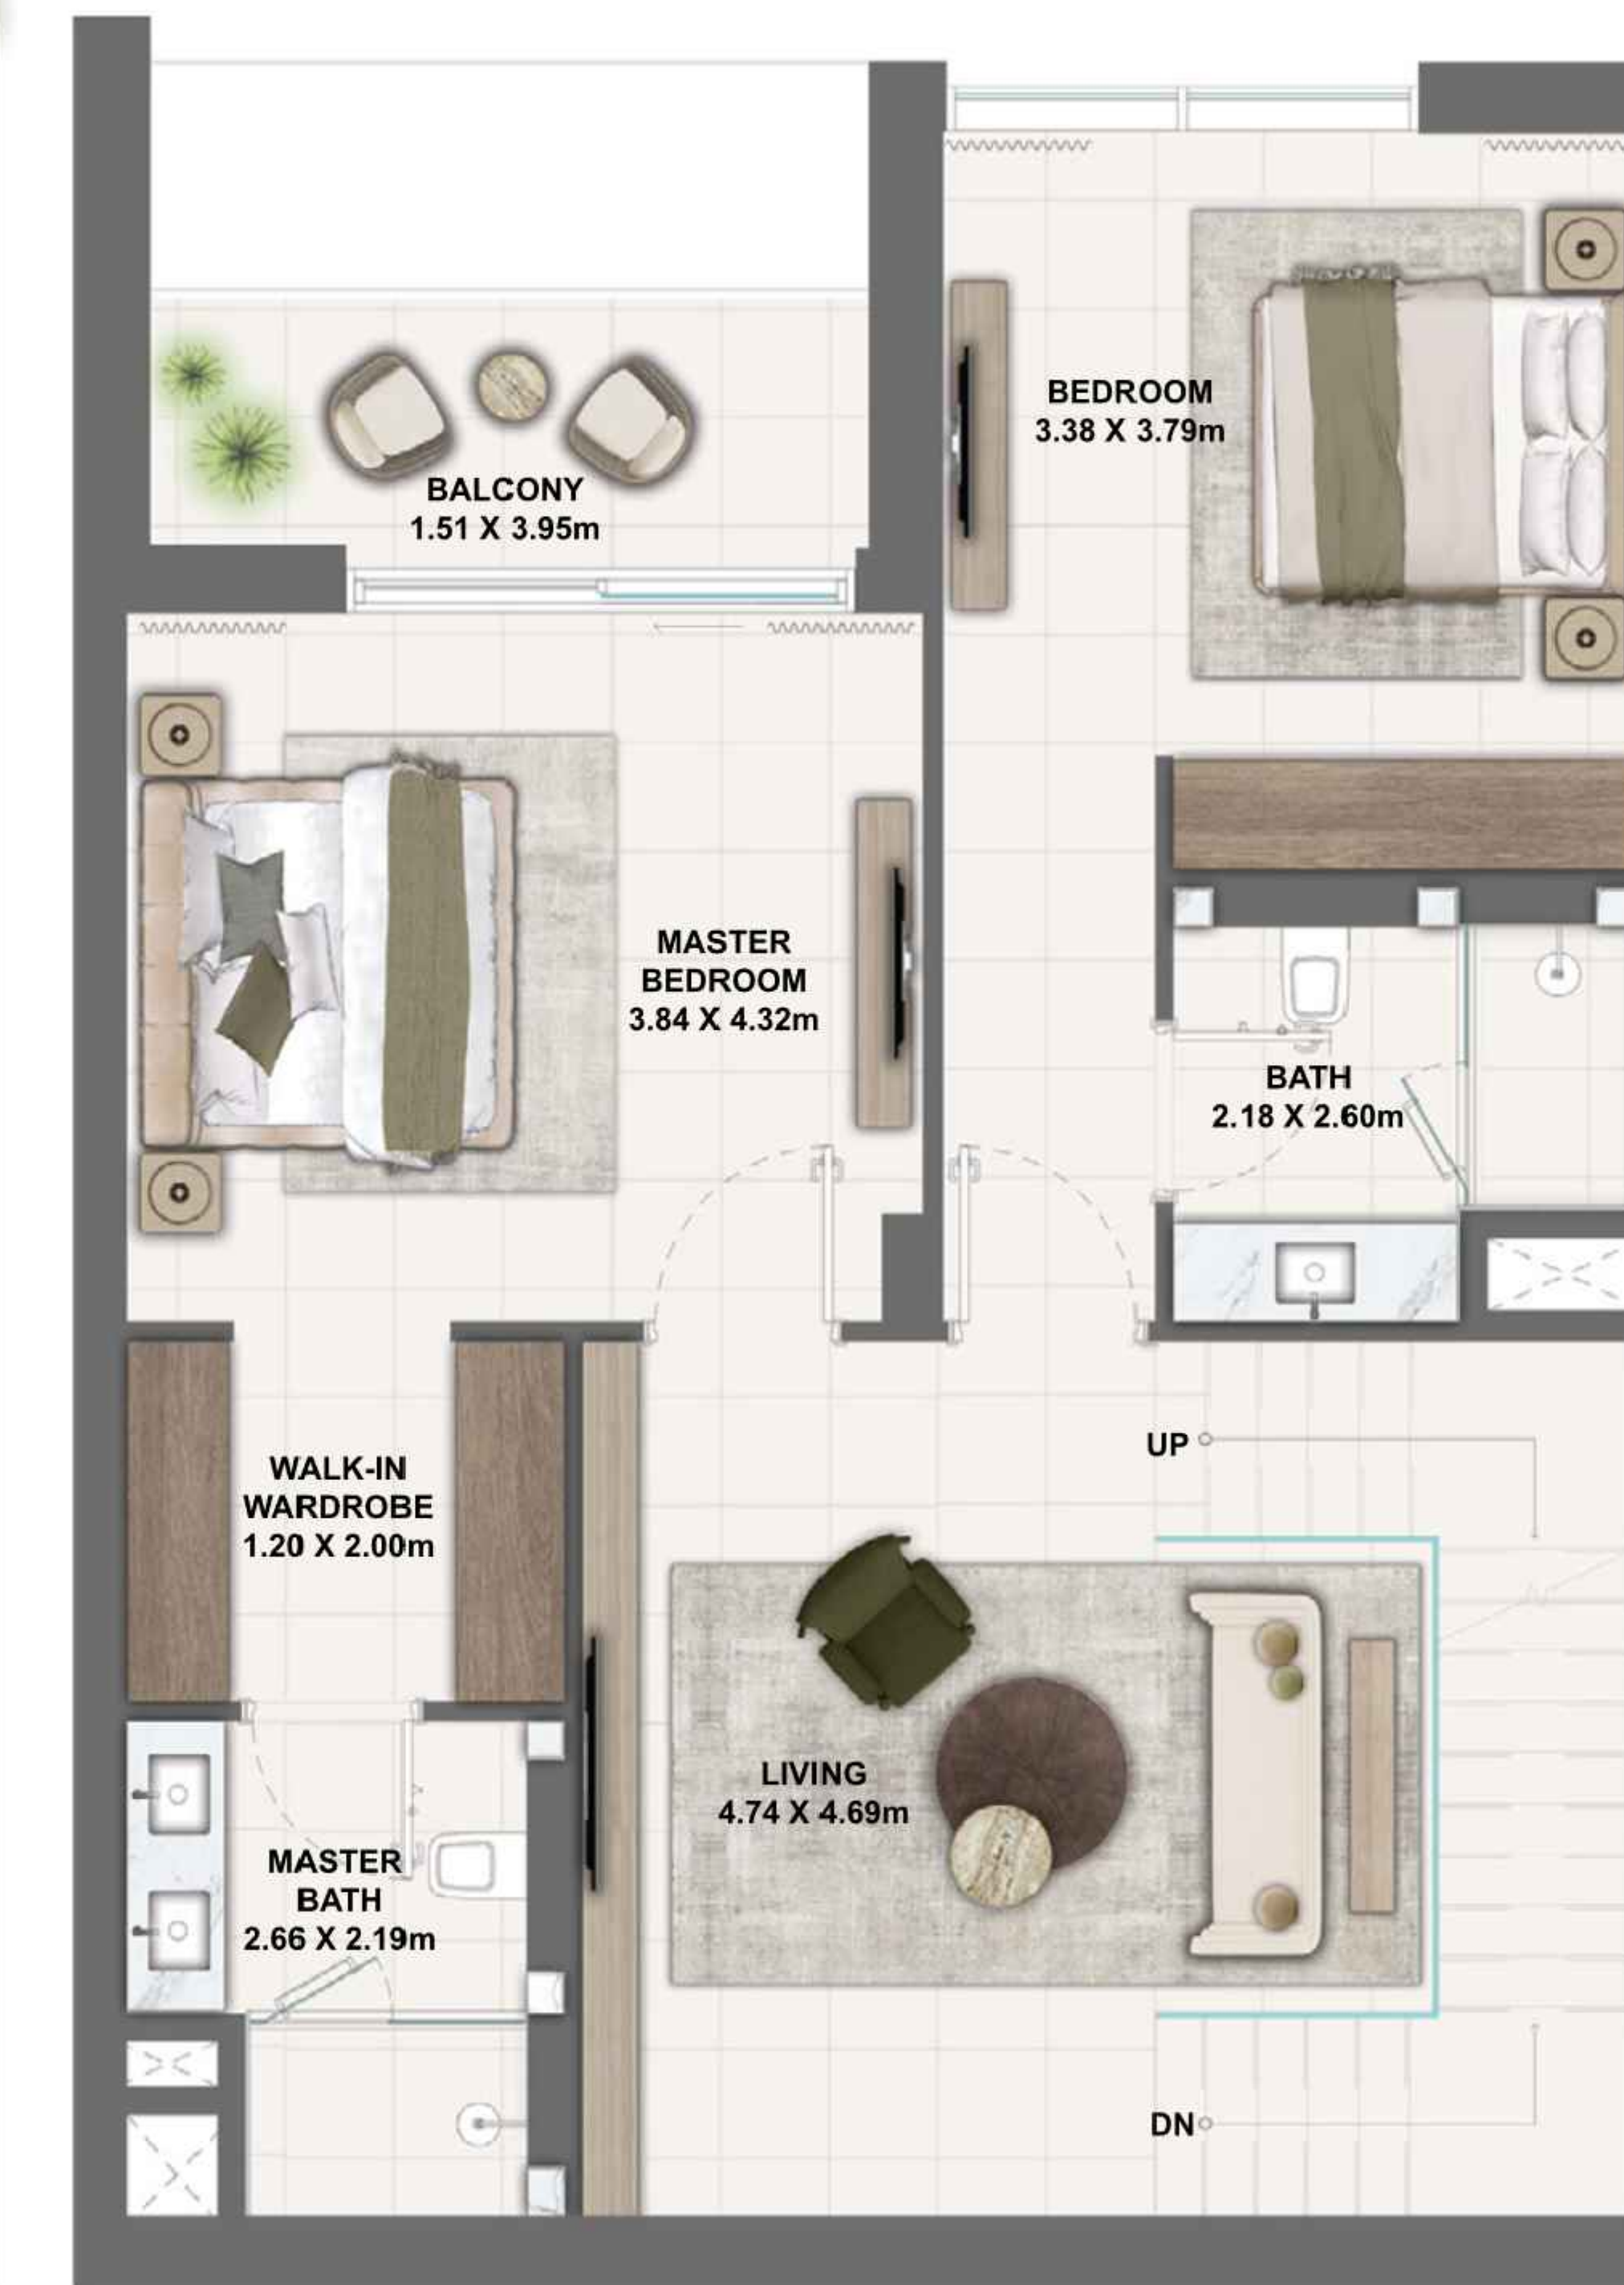 BEDROOM
3.38 X 3.79m
BALCONY
1.51 X 3.95m
MASTER
BEDROOM
3.84 X 4.32m
BATH
2.18 X 2.60m
UP
WALK-IN
WARDROBE
1.20 X 2.00m
LIVING
4.74 X 4.69m
MASTER
BATH
2.66 X 2.19m
DN